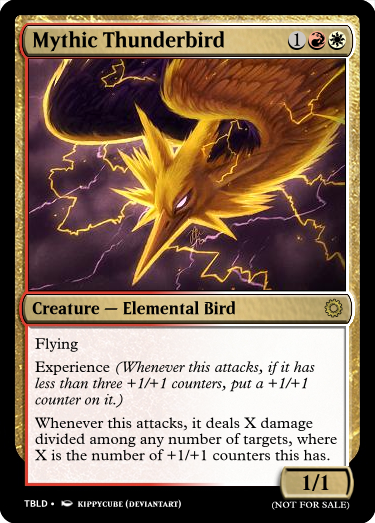 Mythic Thunderbird 1
Creature — Elemental Bird
Flying
Experience (Whenever this attacks, if it has
less than three +1/+1 counters, put a +1/+1
counter on it.)
Whenever this attacks, it deals X damage
divided among any number of targets, where
X is the number of +1/+1 counters this has.
1/1
TBLD • KIPPYCUBE (DEVIANTART)
(NOT FOR SALE)